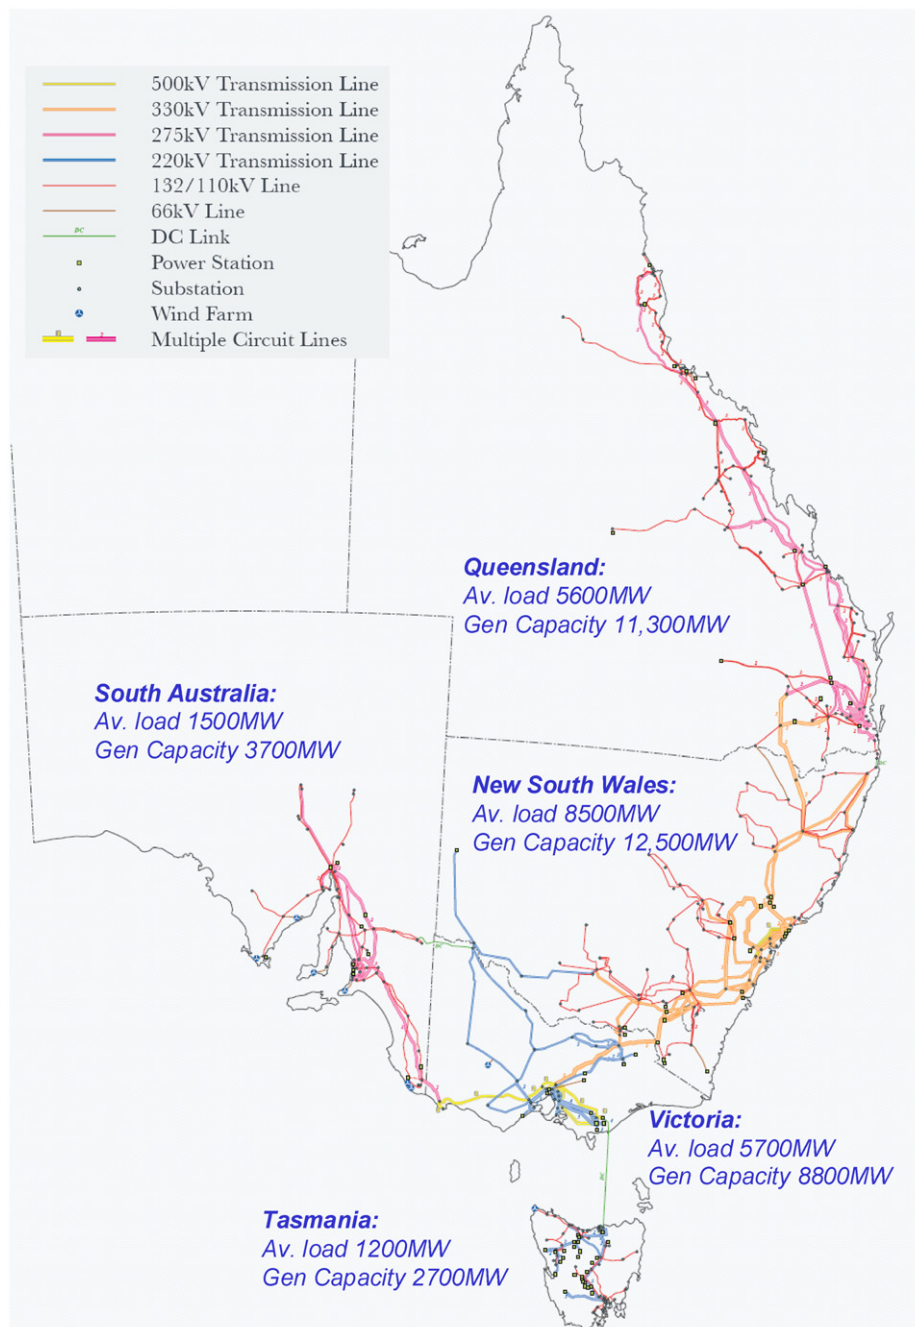 500kV Transmission Line
330kV Transmission Line
275kV Transmission Line
220kV Transmission Line
132/110kV Line
66kV Line
DC
DC Link
Power Station
Substation
Wind Farm
Multiple Circuit Lines
Queensland:
Av. load 5600MW
Gen Capacity 11,300MW
South Australia:
Av. load 1500MW
Gen Capacity 3700MW
New South Wales:
Av. load 8500MW
Gen Capacity 12,500MW
Victoria:
Av. load 5700MW
Gen Capacity 8800MW
Tasmania:
Av. load 1200MW
Gen Capacity 2700MW